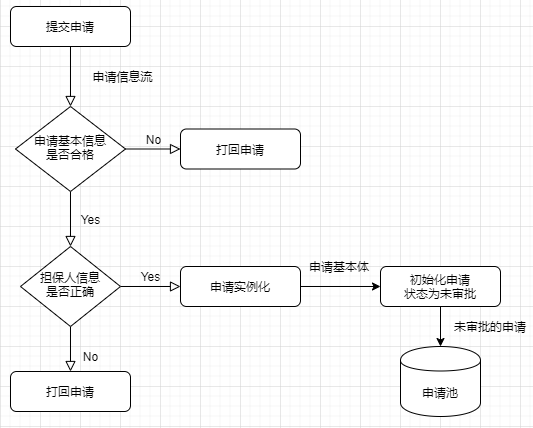 提交申请
申请信息流
申请基本信息
是否合格
No
打回申请
Yes
担保人信息
是否正确
Yes
申请实例化
申请基本体
初始化申请
状态为未审批
No
未审批的申请
打回申请
申请池